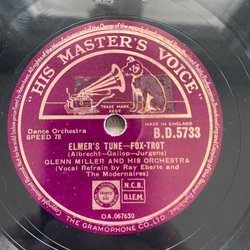 "HIS MASTER'S VOICE"
TRADE MARK
MADE IN ENGLAND
Dance Orchestra
SPEED 78
B.D.5733
ELMER'S TUNE—FOX-TROT
(Albrecht-Gallop-Jurgens)
GLENN MILLER AND HIS ORCHESTRA
(Vocal Refrain by Ray Eberle and
The Modernaires)
N.C.B.
B.I.E.M.
OA.067630
THE GRAMOPHONE CO. LTD.